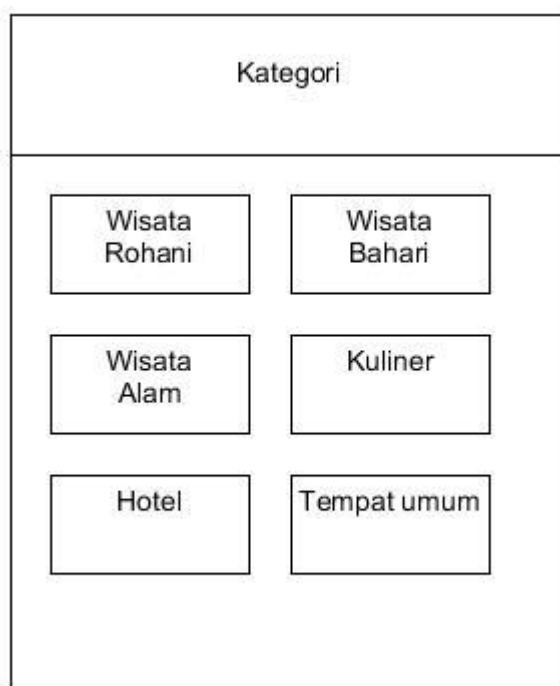 Kategori
Wisata
Rohani
Wisata
Bahari
Wisata
Alam
Kuliner
Hotel
Tempat umum